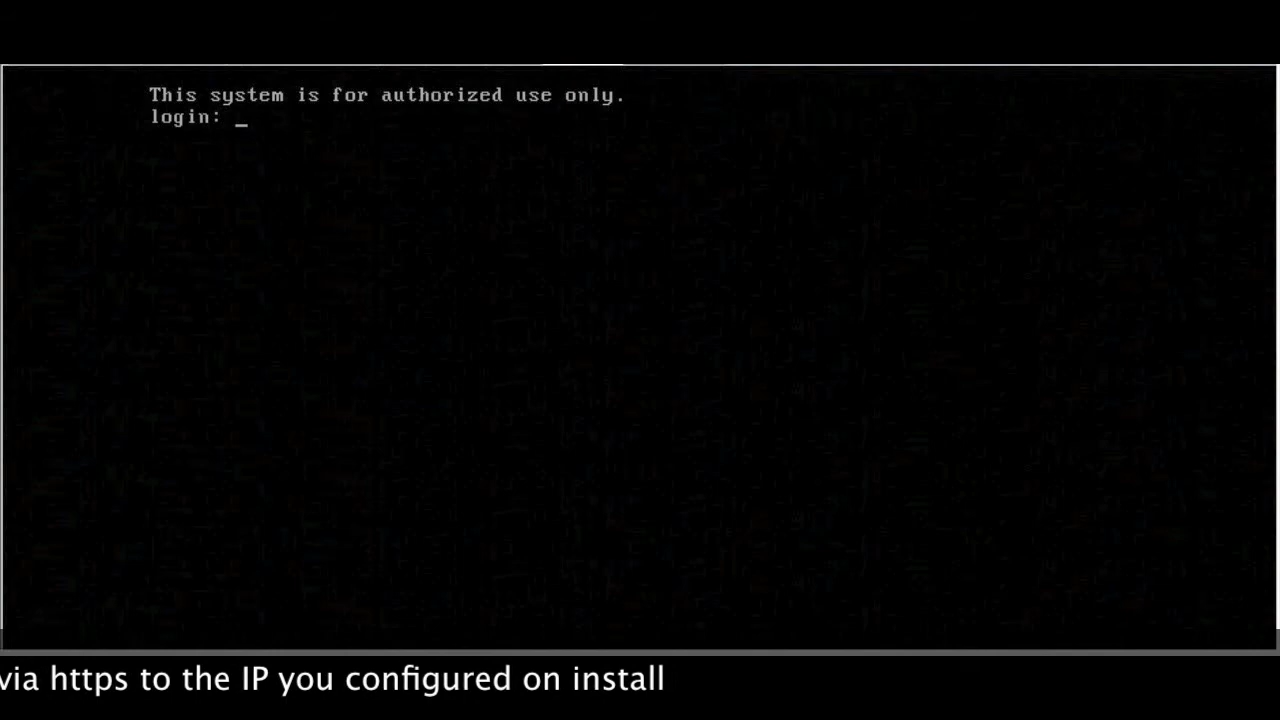 This system is for authorized use only.
login: _
via https to the IP you configured on install